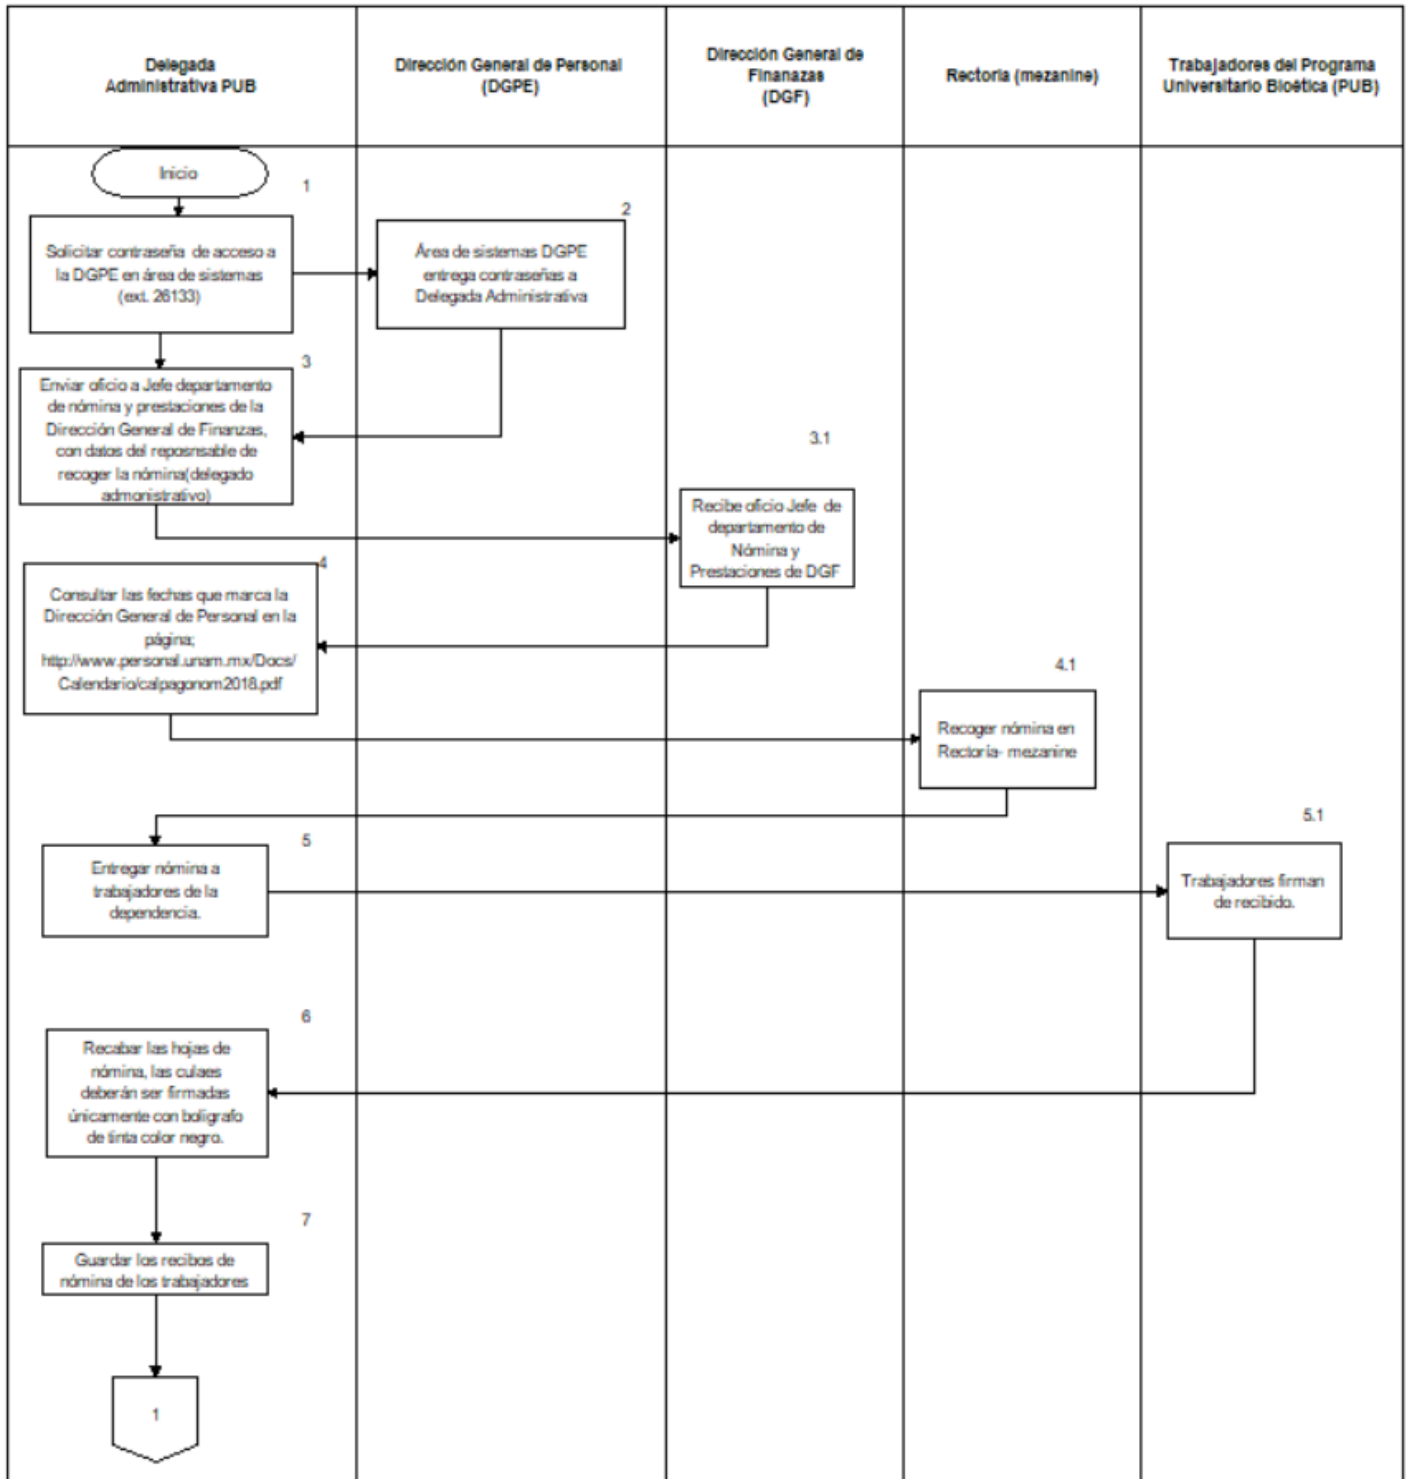 Delegada
Administrativa PUB
Dirección General de Personal
(DGPE)
Dirección General de
Finanazas
(DGF)
Rectoría (mezanine)
Trabajadores del Programa
Universitario Bioética (PUB)
Inicio
1
Solicitar contraseña de acceso a
la DGPE en área de sistemas
(ext. 26133)
2
Área de sistemas DGPE
entrega contraseñas a
Delegada Administrativa
3
Enviar oficio a Jefe departamento
de nómina y prestaciones de la
Dirección General de Finanzas,
con datos del reposnsable de
recoger la nómina(delegado
admonistrativo)
3.1
Recibe oficio Jefe de
departamento de
Nómina y
Prestaciones de DGF
4
Consultar las fechas que marca la
Dirección General de Personal en la
página;
http://www.personal.unam.mx/Docs/
Calendario/calpagonom2018.pdf
4.1
Recoger nómina en
Rectoría- mezanine
5
Entregar nómina a
trabajadores de la
dependencia.
5.1
Trabajadores firman
de recibido.
6
Recabar las hojas de
nómina, las culaes
deberán ser firmadas
únicamente con boligrafo
de tinta color negro.
7
Guardar los recibos de
nómina de los trabajadores
1